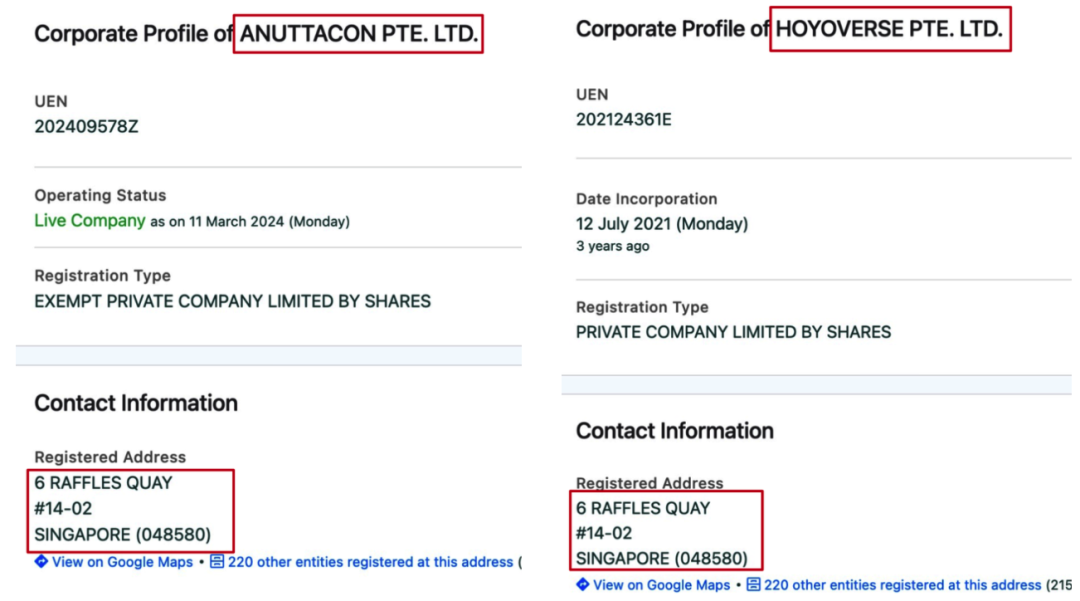 Corporate Profile of ANUTTACON PTE. LTD.
UEN
202409578Z
Operating Status
Live Company as on 11 March 2024 (Monday)
Registration Type
EXEMPT PRIVATE COMPANY LIMITED BY SHARES
Contact Information
Registered Address
6 RAFFLES QUAY
#14-02
SINGAPORE (048580)
View on Google Maps • 220 other entities registered at this address (
Corporate Profile of HOYOVERSE PTE. LTD.
UEN
202124361E
Date Incorporation
12 July 2021 (Monday)
3 years ago
Registration Type
PRIVATE COMPANY LIMITED BY SHARES
Contact Information
Registered Address
6 RAFFLES QUAY
#14-02
SINGAPORE (048580)
View on Google Maps • 220 other entities registered at this address (215